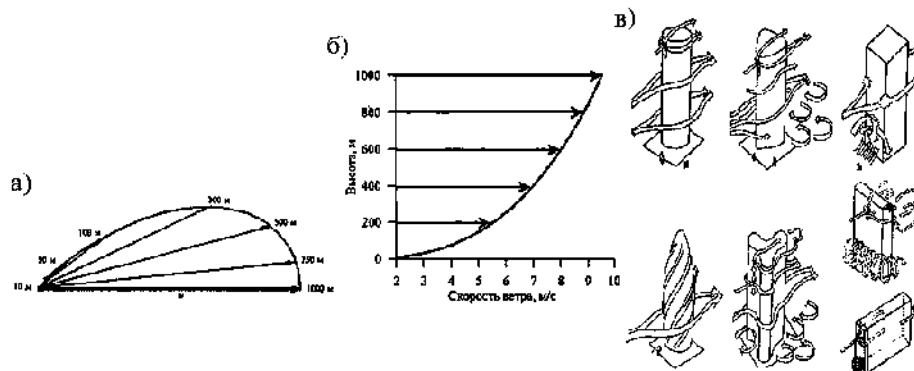 а)
10 м
50 м
100 м
300 м
500 м
750 м
1000 м
б)
Высота, м
1000
800
600
400
200
0
2 3 4 5 6 7 8 9 10
Скорость ветра, м/с
в)